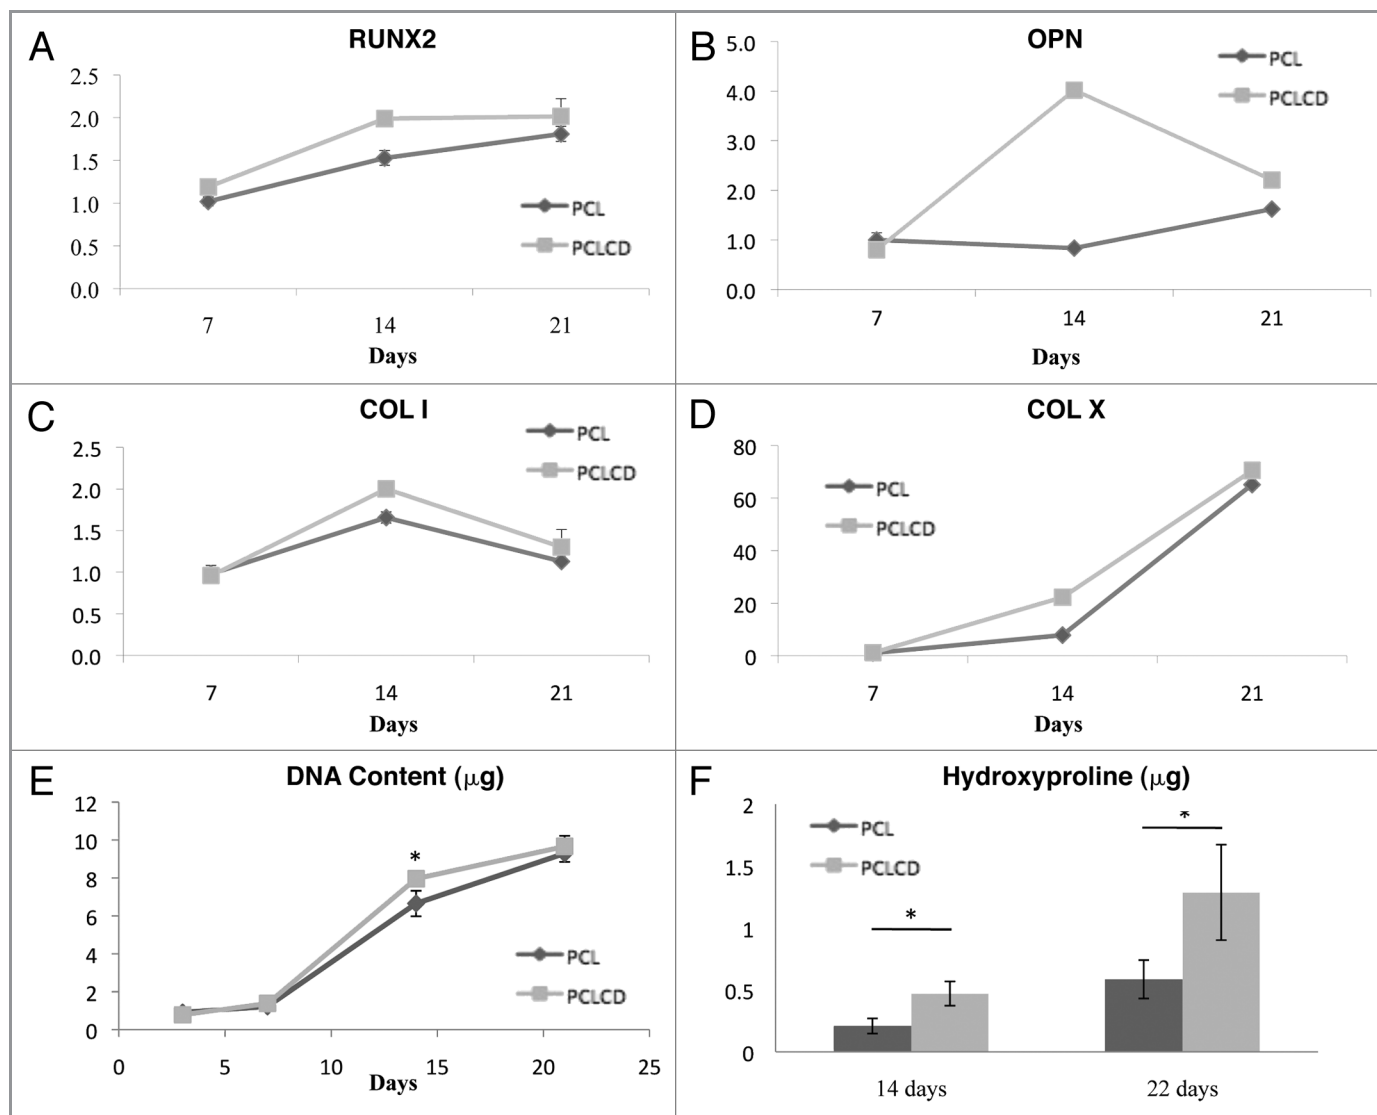 A
RUNX2
2.5
2.0
1.5
1.0
0.5
0.0
PCL
PCLCD
7 14 21
Days
B
OPN
5.0
4.0
3.0
2.0
1.0
0.0
PCL
PCLCD
7 14 21
Days
C
COL I
2.5
2.0
1.5
1.0
0.5
0.0
PCL
PCLCD
7 14 21
Days
D
COL X
80
60
40
20
0
PCL
PCLCD
7 14 21
Days
E
DNA Content (μg)
12
10
8
6
4
2
0
*
PCL
PCLCD
0 5 10 15 20 25
Days
F
Hydroxyproline (μg)
2
1.5
1
0.5
0
PCL
PCLCD
*
*
14 days 22 days